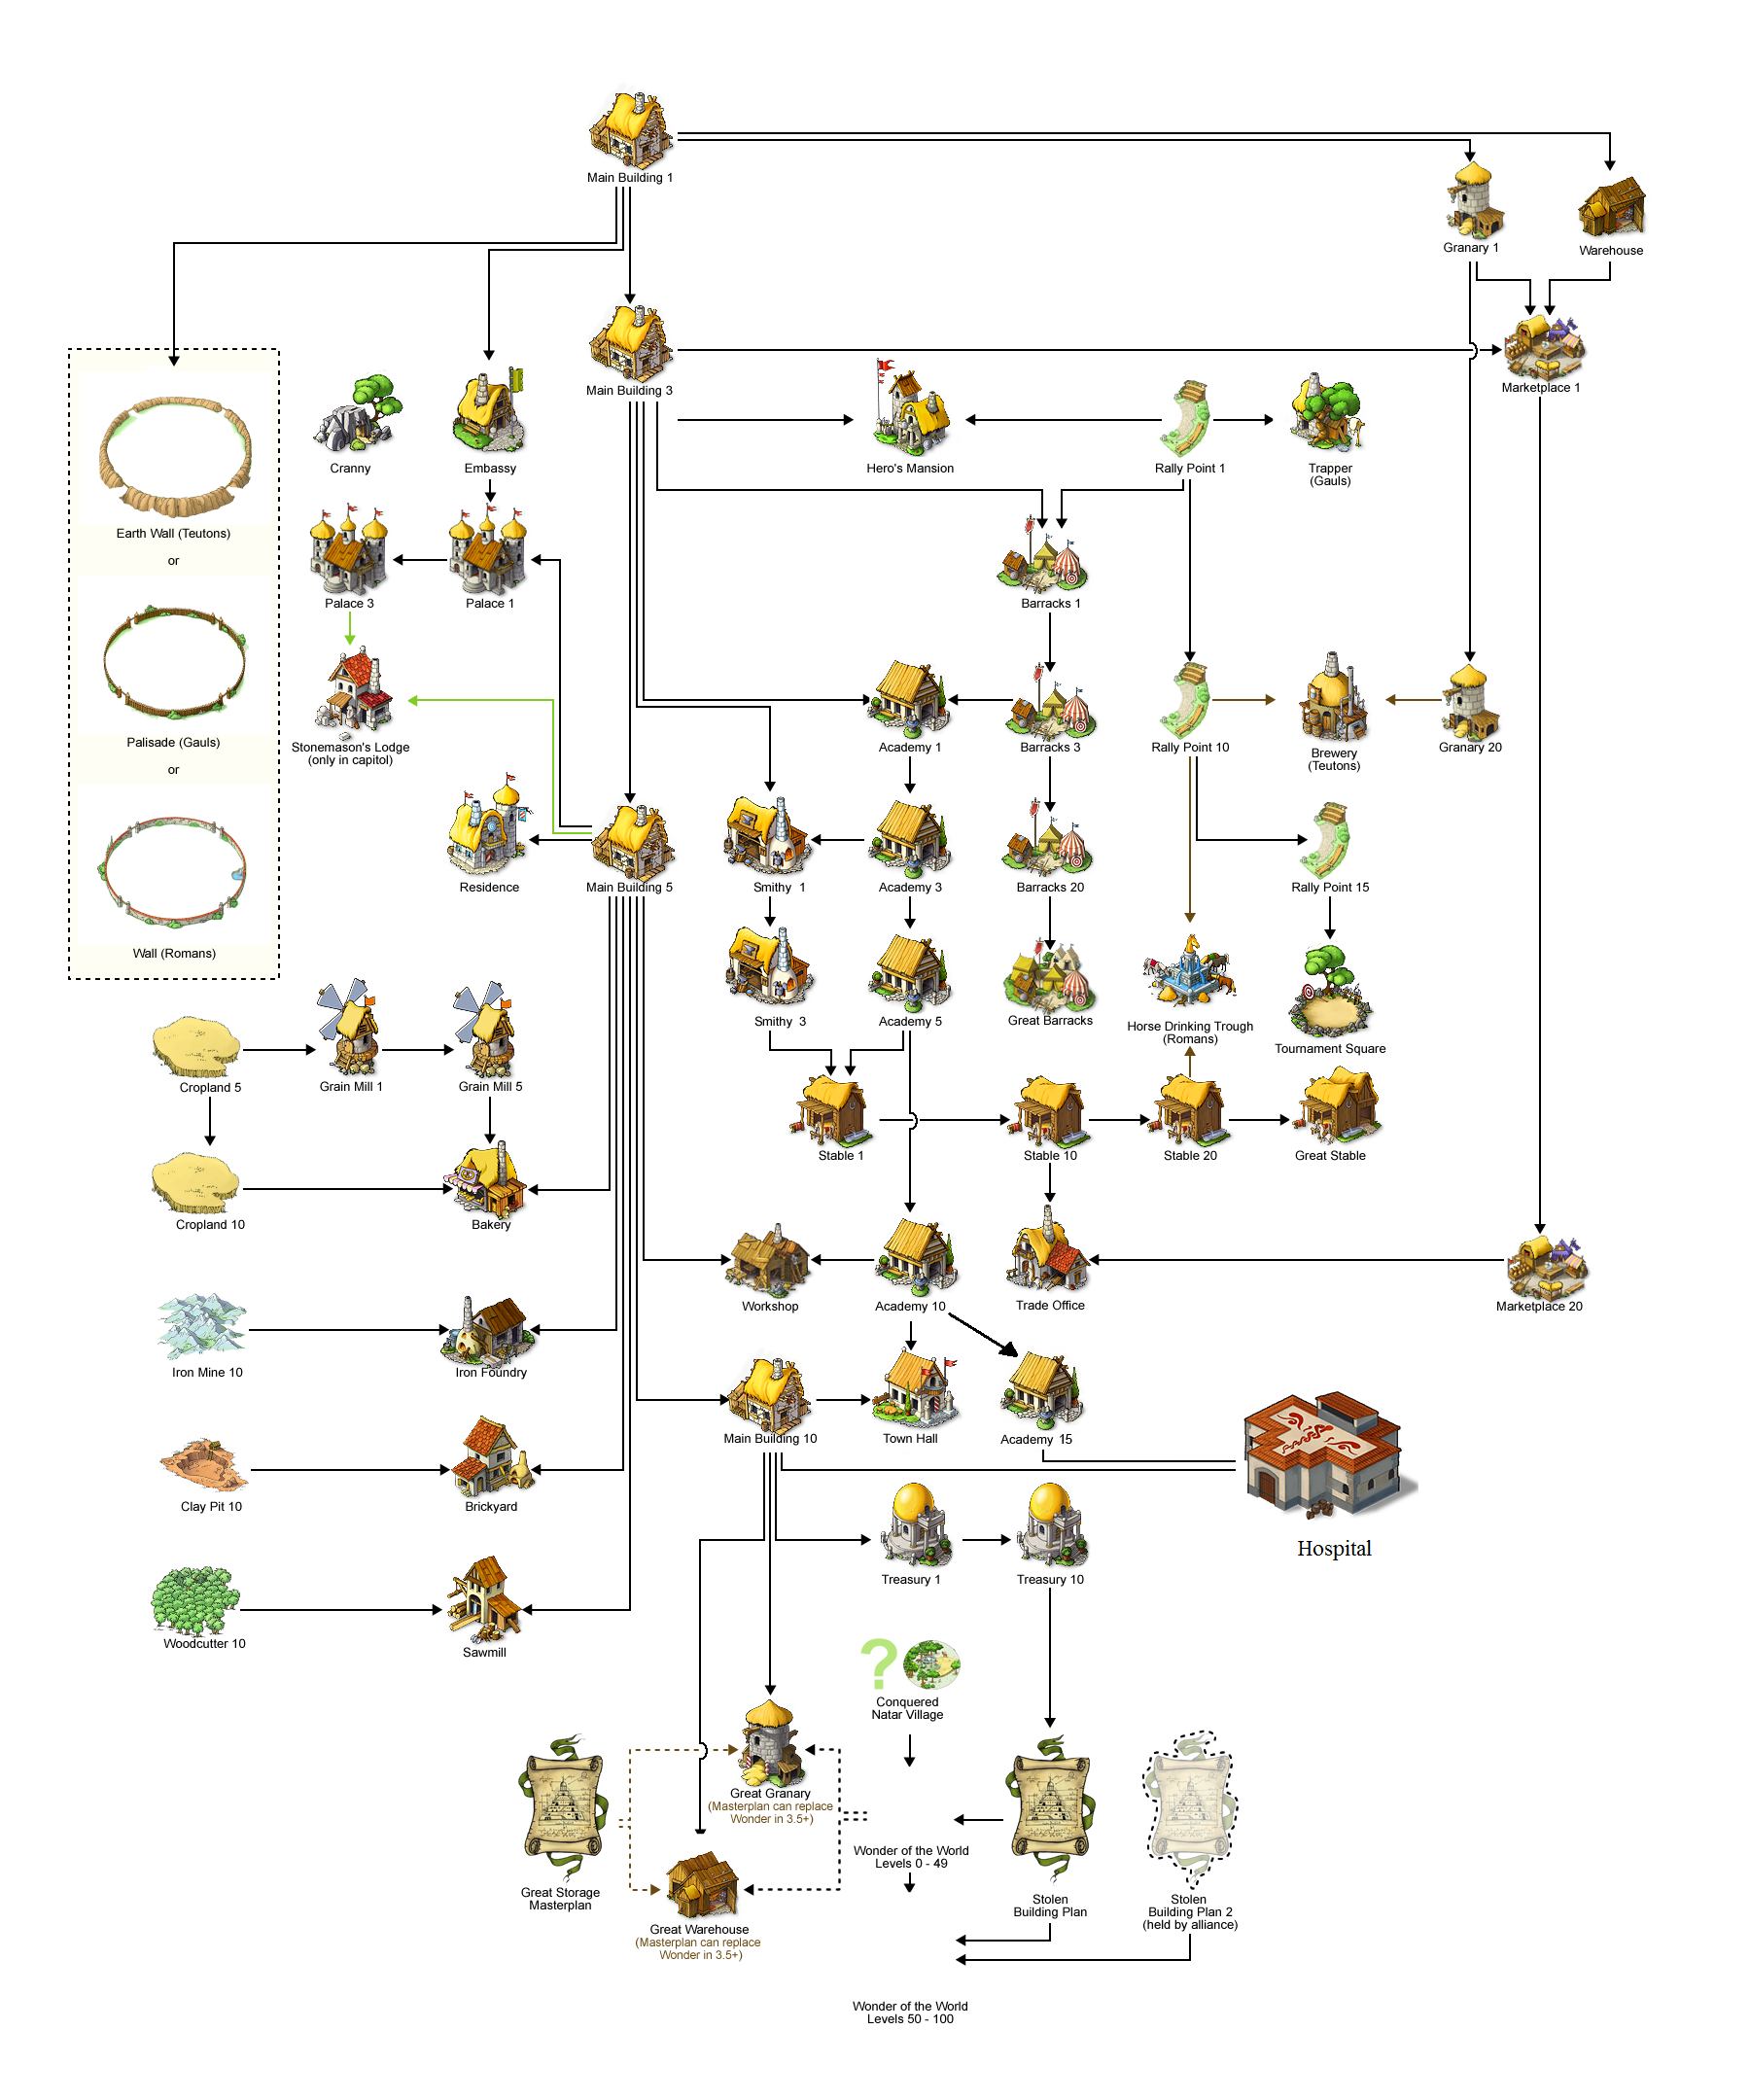 Main Building 1
Granary 1
Warehouse
Main Building 3
Marketplace 1
Cranny
Embassy
Hero's Mansion
Rally Point 1
Trapper
(Gauls)
Earth Wall (Teutons)
or
Palisade (Gauls)
or
Wall (Romans)
Palace 3
Palace 1
Barracks 1
Stonemason's Lodge
(only in capitol)
Academy 1
Barracks 3
Rally Point 10
Brewery
(Teutons)
Granary 20
Residence
Main Building 5
Smithy 1
Academy 3
Barracks 20
Rally Point 15
Smithy 3
Academy 5
Great Barracks
Horse Drinking Trough
(Romans)
Tournament Square
Cropland 5
Grain Mill 1
Grain Mill 5
Stable 1
Stable 10
Stable 20
Great Stable
Cropland 10
Bakery
Workshop
Academy 10
Trade Office
Marketplace 20
Iron Mine 10
Iron Foundry
Main Building 10
Town Hall
Academy 15
Clay Pit 10
Brickyard
Hospital
Treasury 1
Treasury 10
Woodcutter 10
Sawmill
?
Conquered
Natar Village
Great Granary
(Masterplan can replace
Wonder in 3.5+)
Wonder of the World
Levels 0 - 49
Great Storage
Masterplan
Stolen
Building Plan
Stolen
Building Plan 2
(held by alliance)
Great Warehouse
(Masterplan can replace
Wonder in 3.5+)
Wonder of the World
Levels 50 - 100